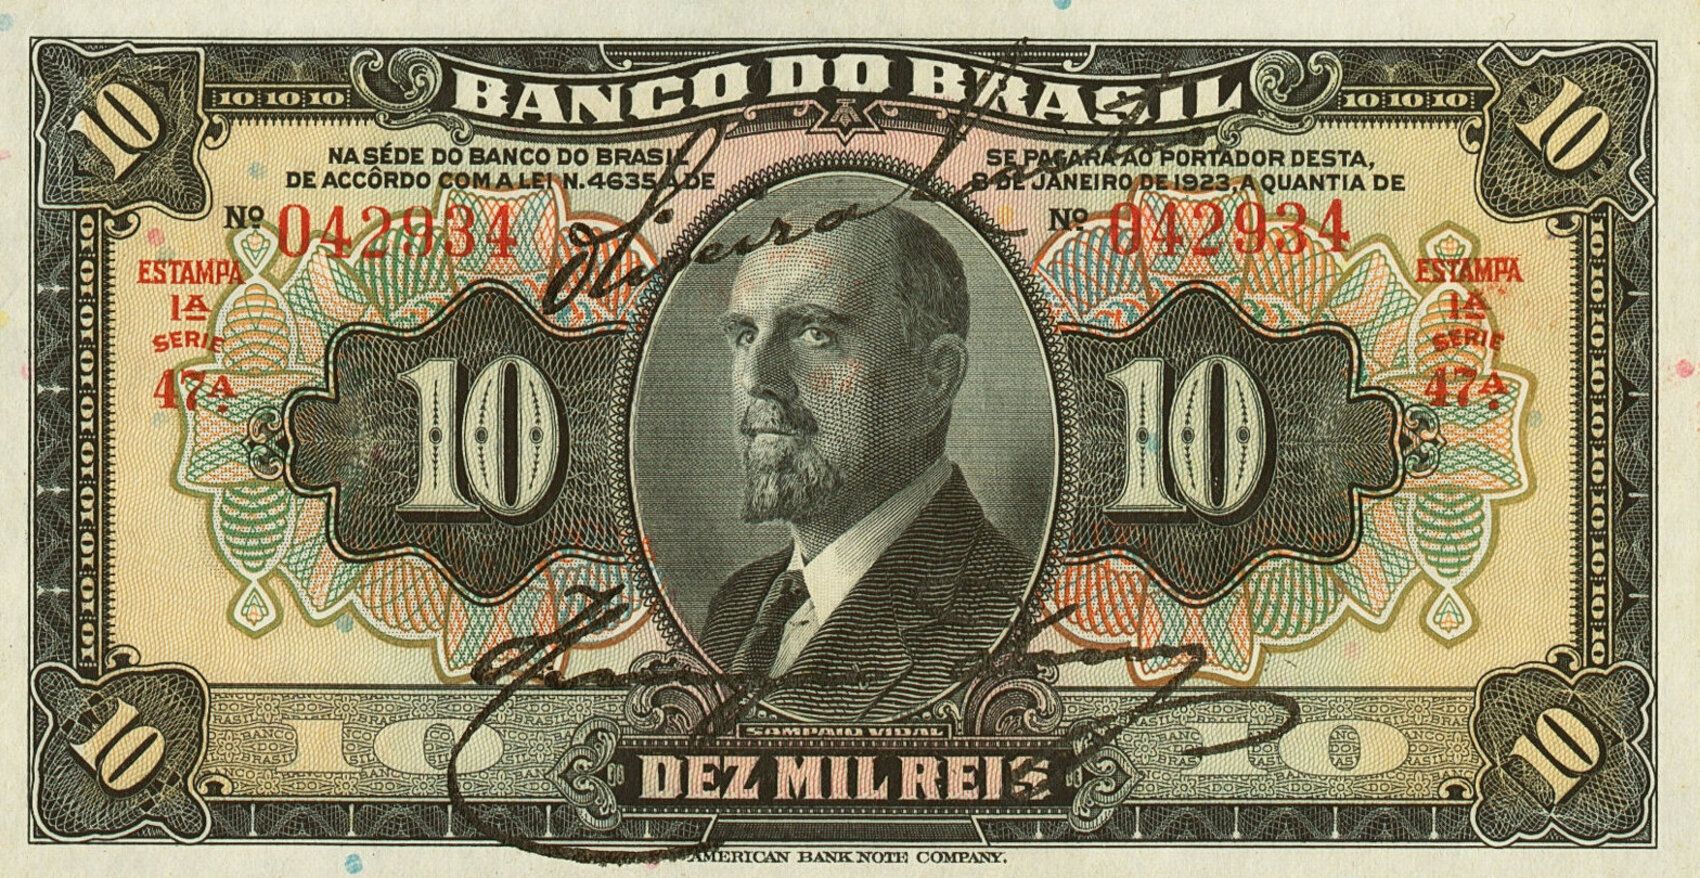 BANCO DO BRASIL
10 10 10 10 10
10 10 10 10 10
NA SÉDE DO BANCO DO BRASIL
DE ACCÔRDO COM A LEI N. 4635 A DE
SE PAGARÁ AO PORTADOR DESTA,
8 DE JANEIRO DE 1923, A QUANTIA DE
Nº 042934
Nº 042934
ESTAMPA
1A
SERIE
47A.
ESTAMPA
1A
SERIE
47A.
10
10
10
10
SAMPAIO VIDAL
10
10
DEZ MIL REIS
AMERICAN BANK NOTE COMPANY.